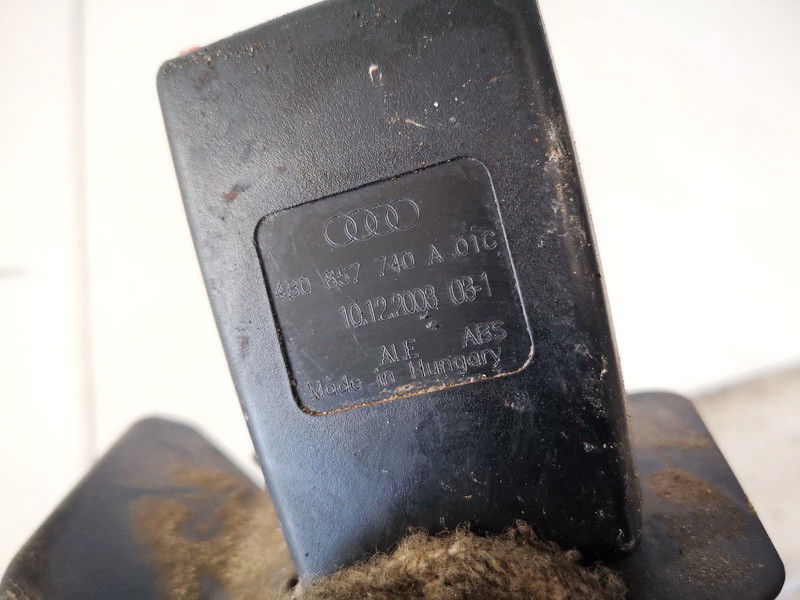 4B0 857 740 A 01C
10.12.2003 03-1
ALE ABS
Made in Hungary